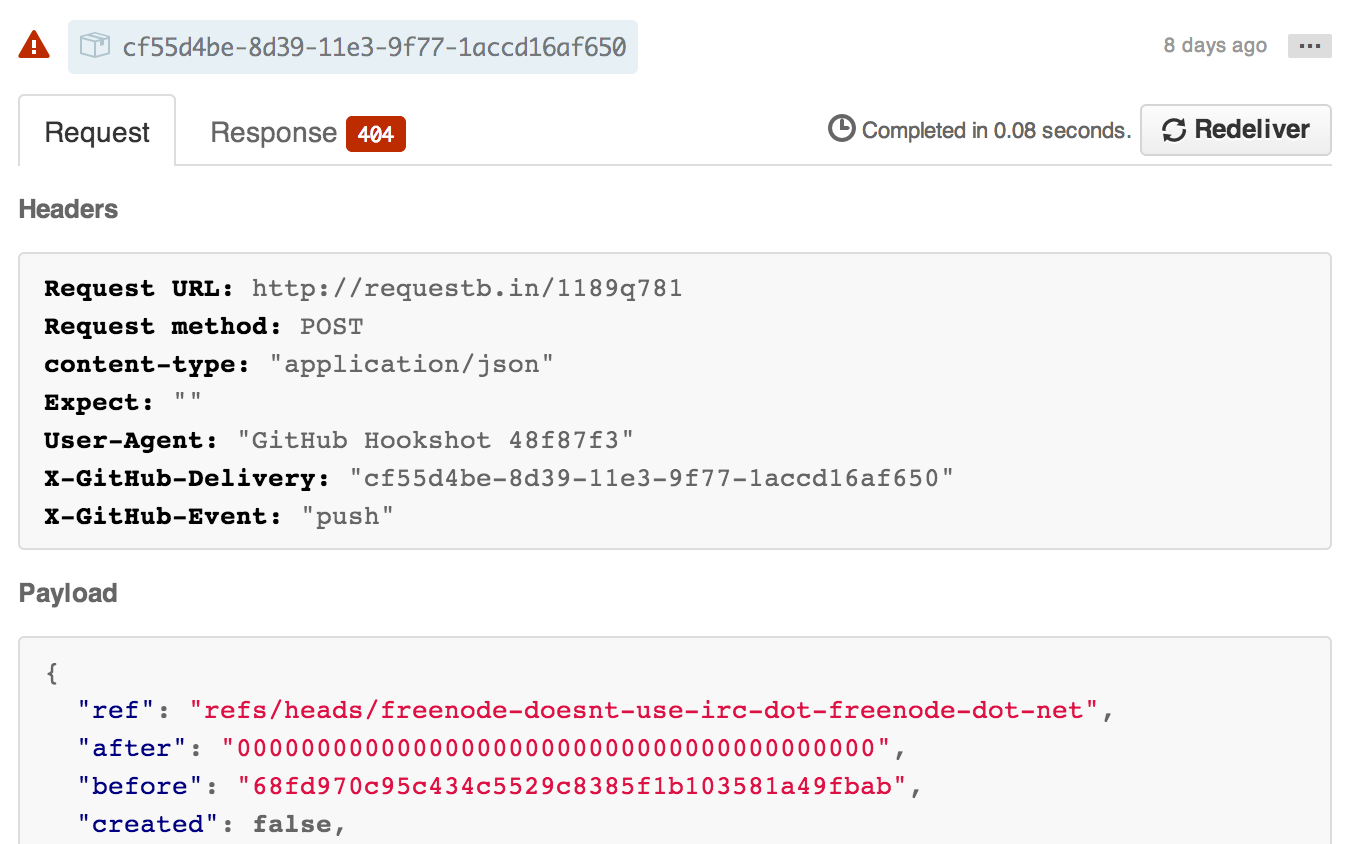 cf55d4be-8d39-11e3-9f77-1accd16af650
8 days ago
Request
Response 404
Completed in 0.08 seconds.
Redeliver
Headers
Request URL: http://requestb.in/1189q781
Request method: POST
content-type: "application/json"
Expect: ""
User-Agent: "GitHub Hookshot 48f87f3"
X-GitHub-Delivery: "cf55d4be-8d39-11e3-9f77-1accd16af650"
X-GitHub-Event: "push"
Payload
{
"ref": "refs/heads/freenode-doesnt-use-irc-dot-freenode-dot-net",
"after": "0000000000000000000000000000000000000000",
"before": "68fd970c95c434c5529c8385f1b103581a49fbab",
"created": false,